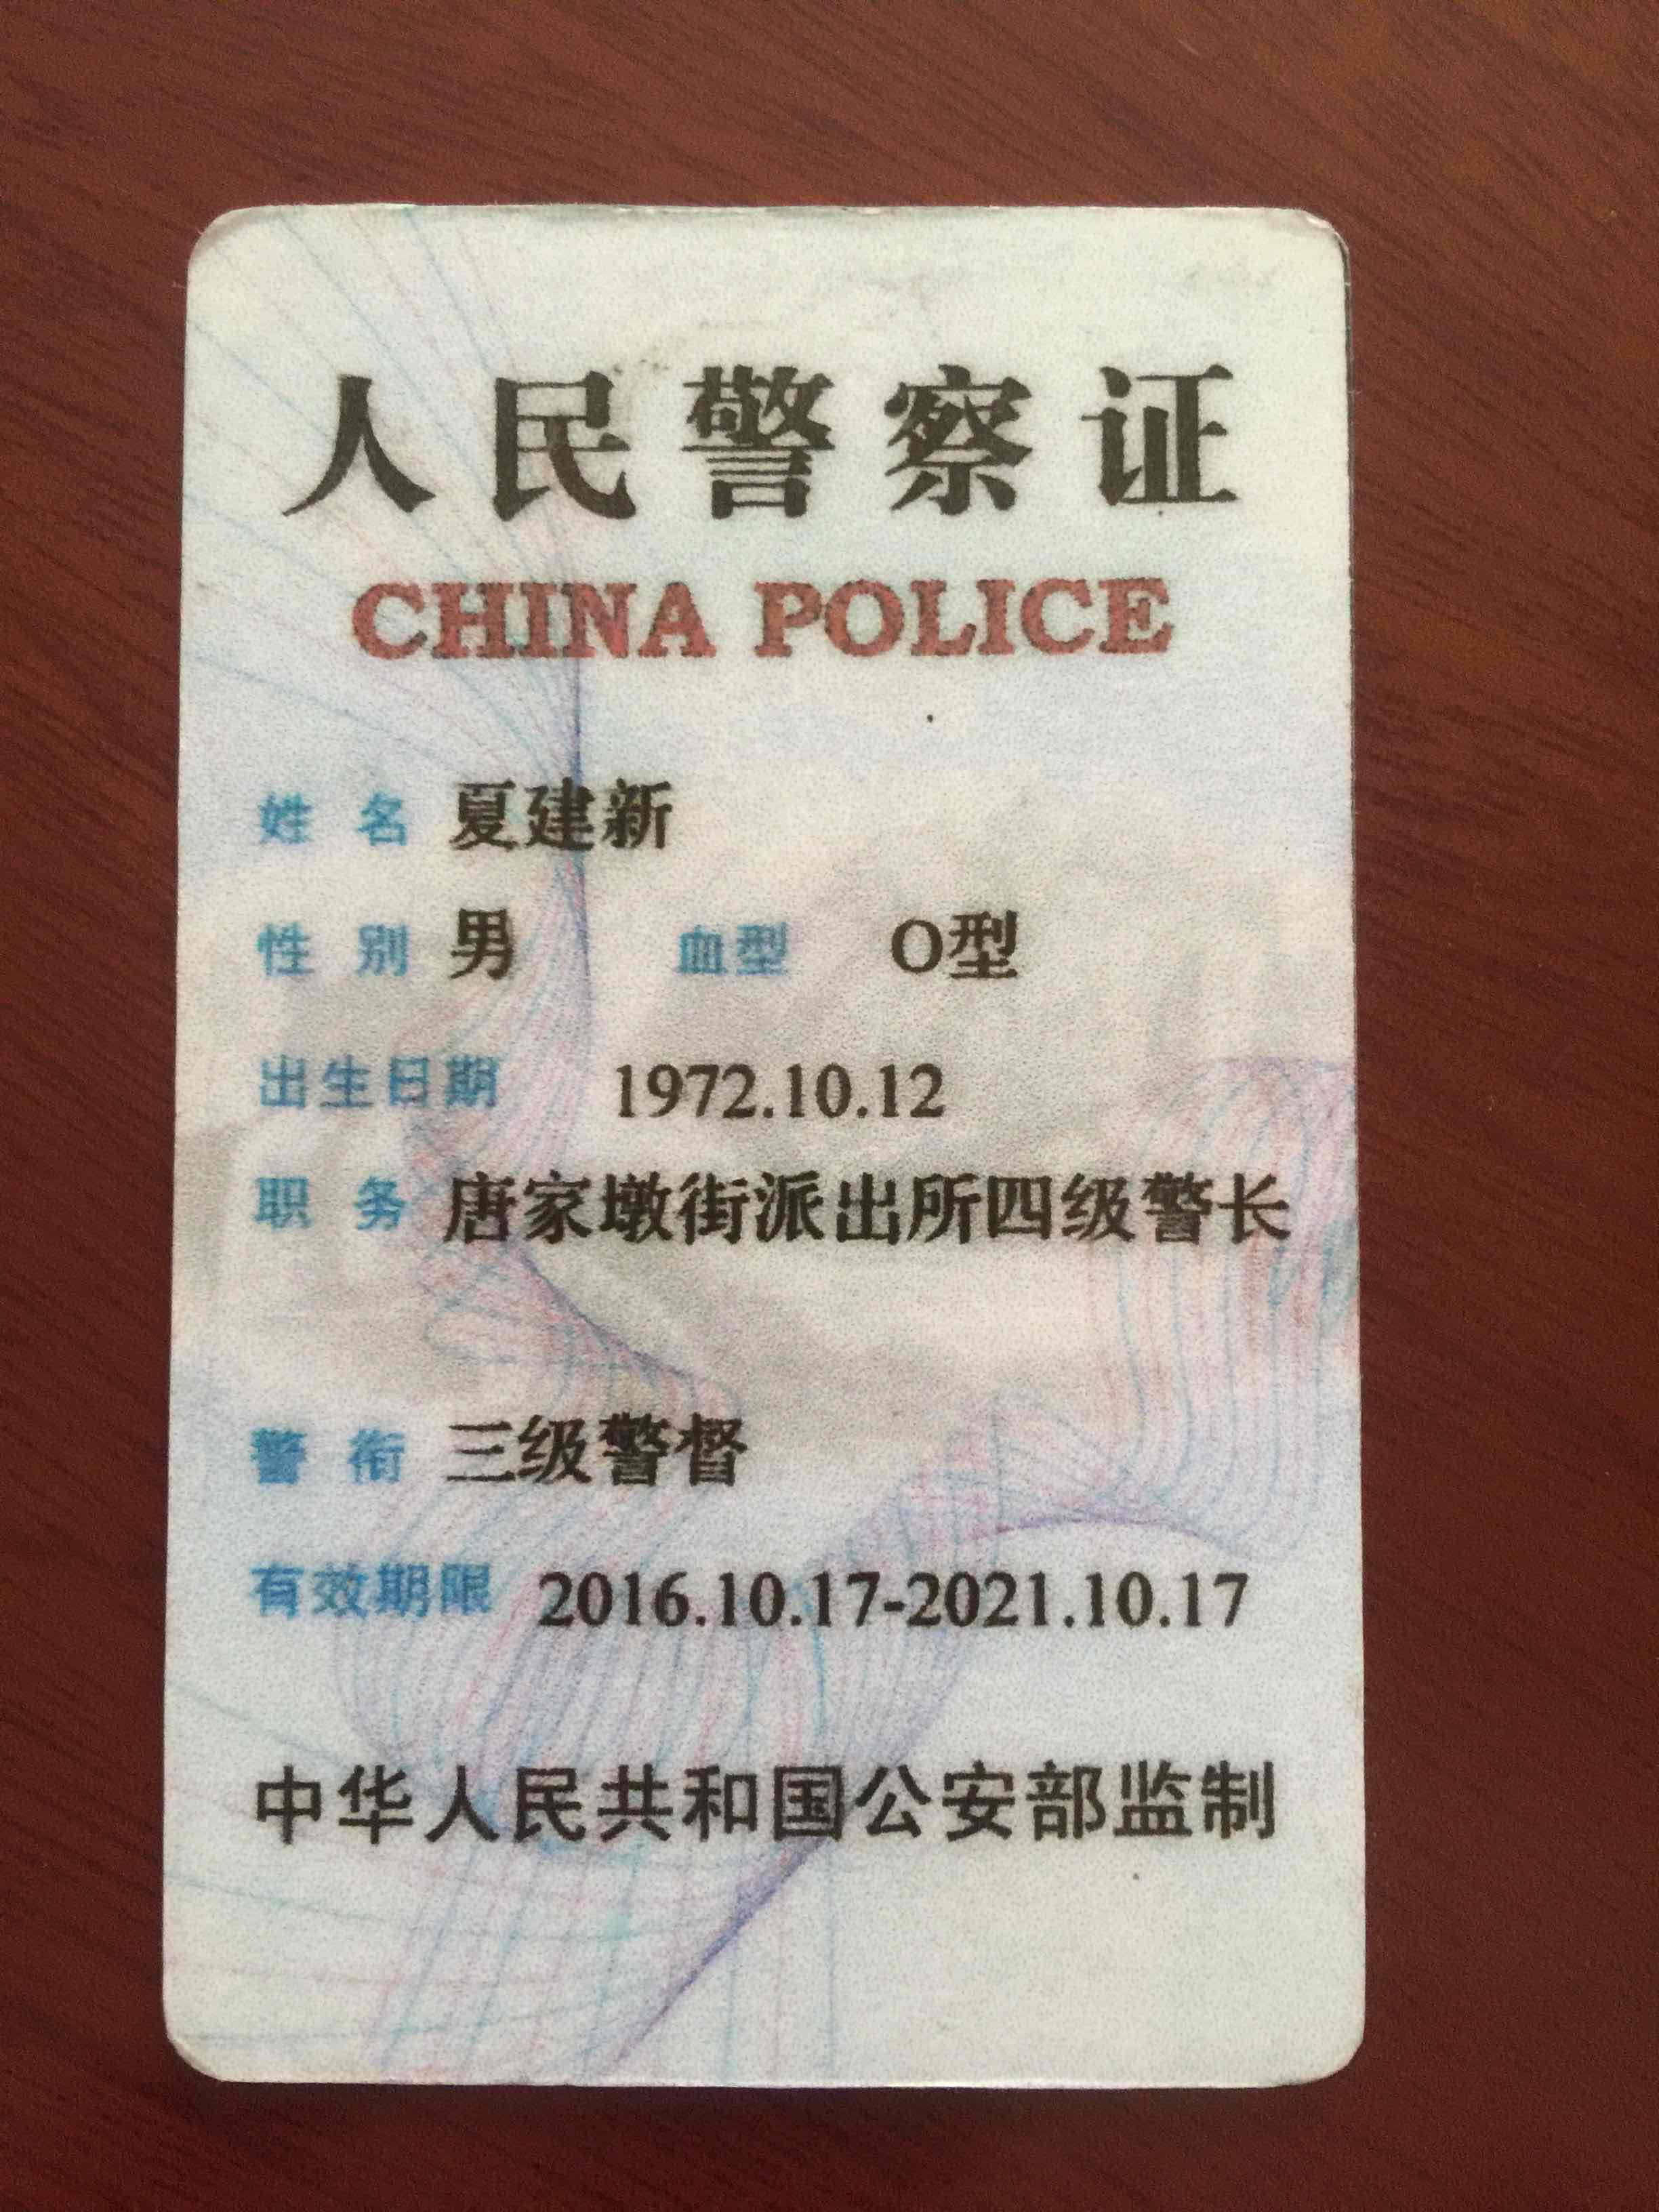 人民警察证
CHINA POLICE
姓 名 夏建新
性 别 男 血型 O型
出生日期 1972.10.12
职 务 唐家墩街派出所四级警长
警 衔 三级警督
有效期限 2016.10.17-2021.10.17
中华人民共和国公安部监制